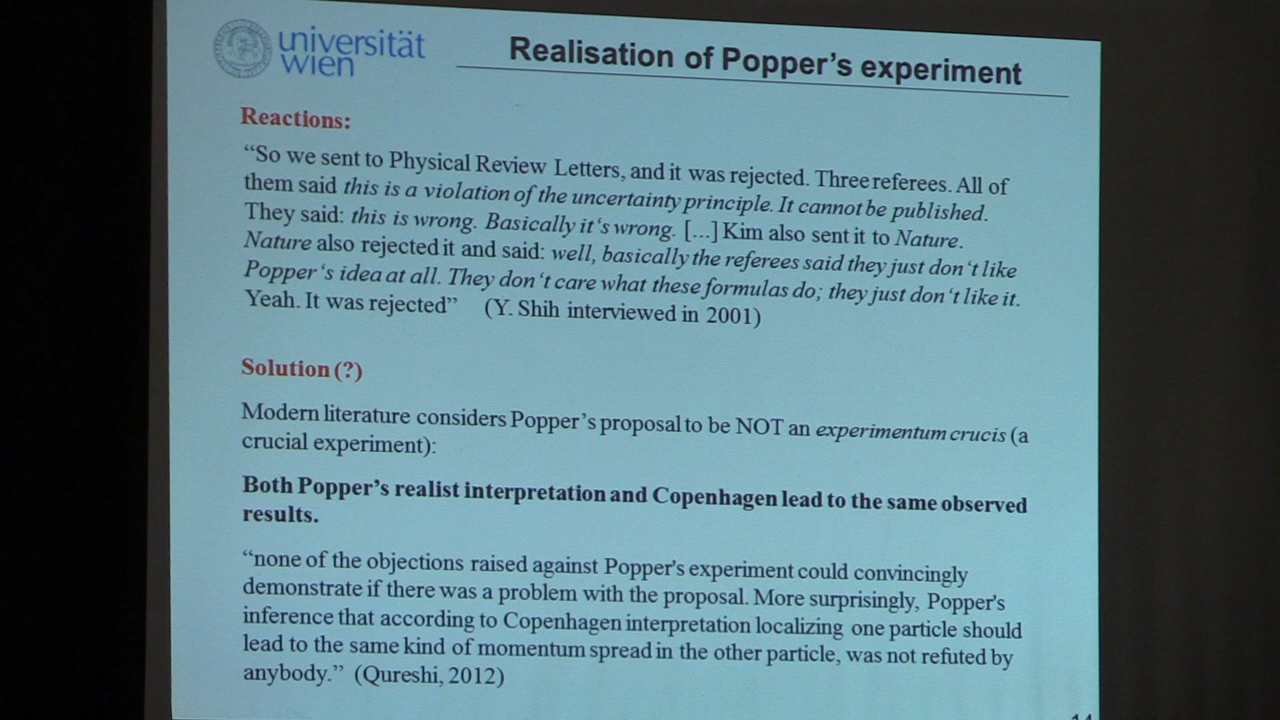 universität
wien
Realisation of Popper's experiment
Reactions:
“So we sent to Physical Review Letters, and it was rejected. Three referees. All of
them said this is a violation of the uncertainty principle. It cannot be published.
They said: this is wrong. Basically it‘s wrong. [...] Kim also sent it to Nature.
Nature also rejected it and said: well, basically the referees said they just don‘t like
Popper‘s idea at all. They don‘t care what these formulas do; they just don‘t like it.
Yeah. It was rejected” (Y. Shih interviewed in 2001)
Solution (?)
Modern literature considers Popper’s proposal to be NOT an experimentum crucis (a
crucial experiment):
Both Popper’s realist interpretation and Copenhagen lead to the same observed
results.
“none of the objections raised against Popper's experiment could convincingly
demonstrate if there was a problem with the proposal. More surprisingly, Popper's
inference that according to Copenhagen interpretation localizing one particle should
lead to the same kind of momentum spread in the other particle, was not refuted by
anybody.” (Qureshi, 2012)